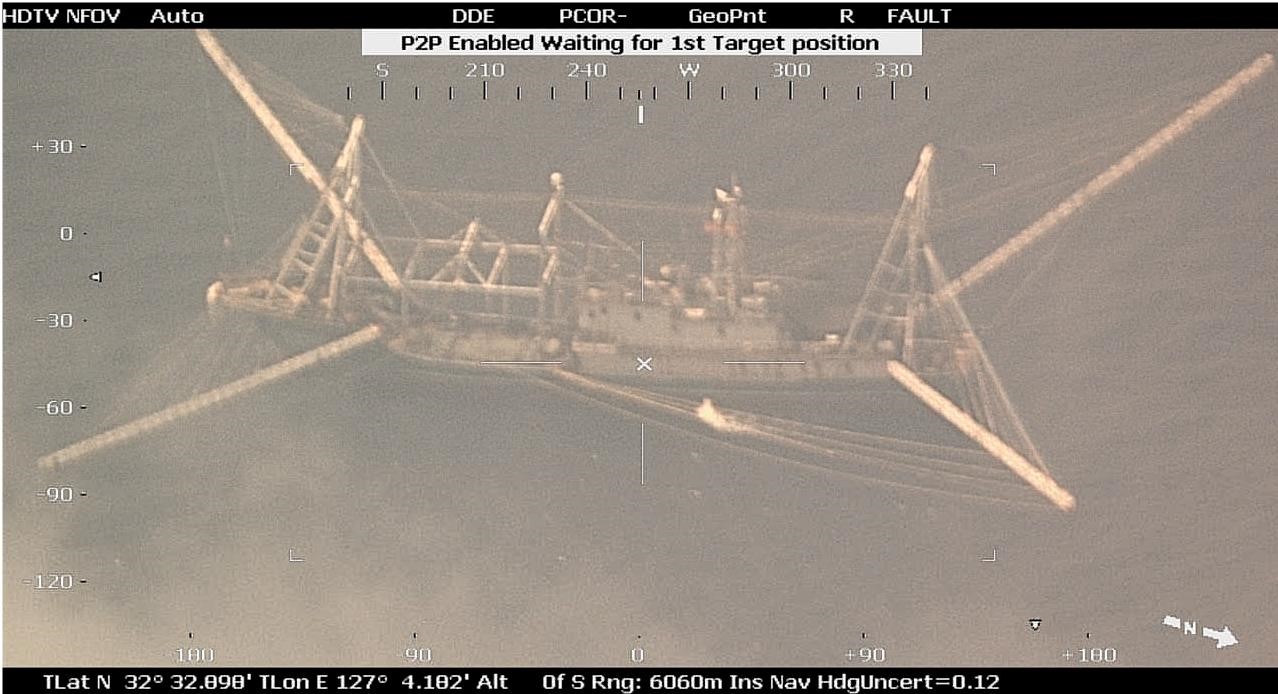 HDTV NFOV Auto DDE PCOR- GeoPnt R FAULT
P2P Enabled Waiting for 1st Target position
S 210 240 W 300 330
+30
0
-30
-60
-90
-120
-180 -90 0 +90 +180
N
TLat N 32° 32.898' TLon E 127° 4.182' Alt 0f S Rng: 6060m Ins Nav HdgUncert=0.12